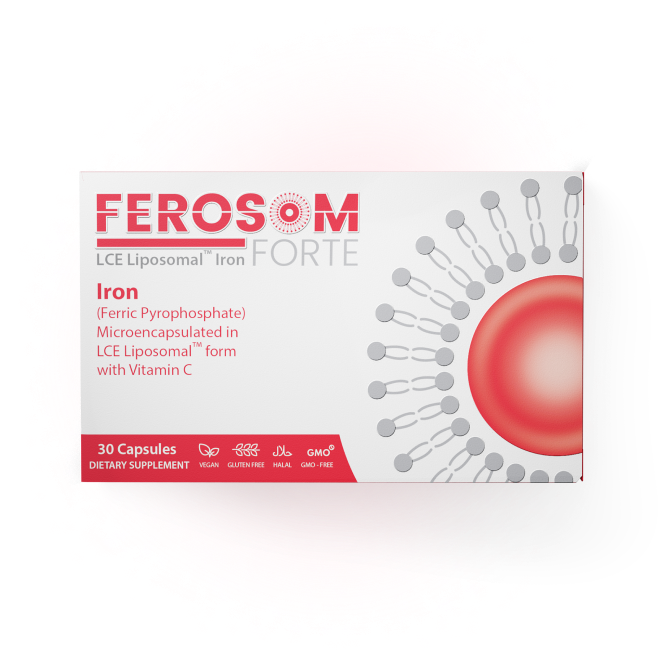 FEROSOM
LCE Liposomal™ Iron FORTE
Iron
(Ferric Pyrophosphate)
Microencapsulated in
LCE Liposomal™ form
with Vitamin C
30 Capsules
DIETARY SUPPLEMENT
VEGAN GLUTEN FREE HALAL GMO - FREE
GMO